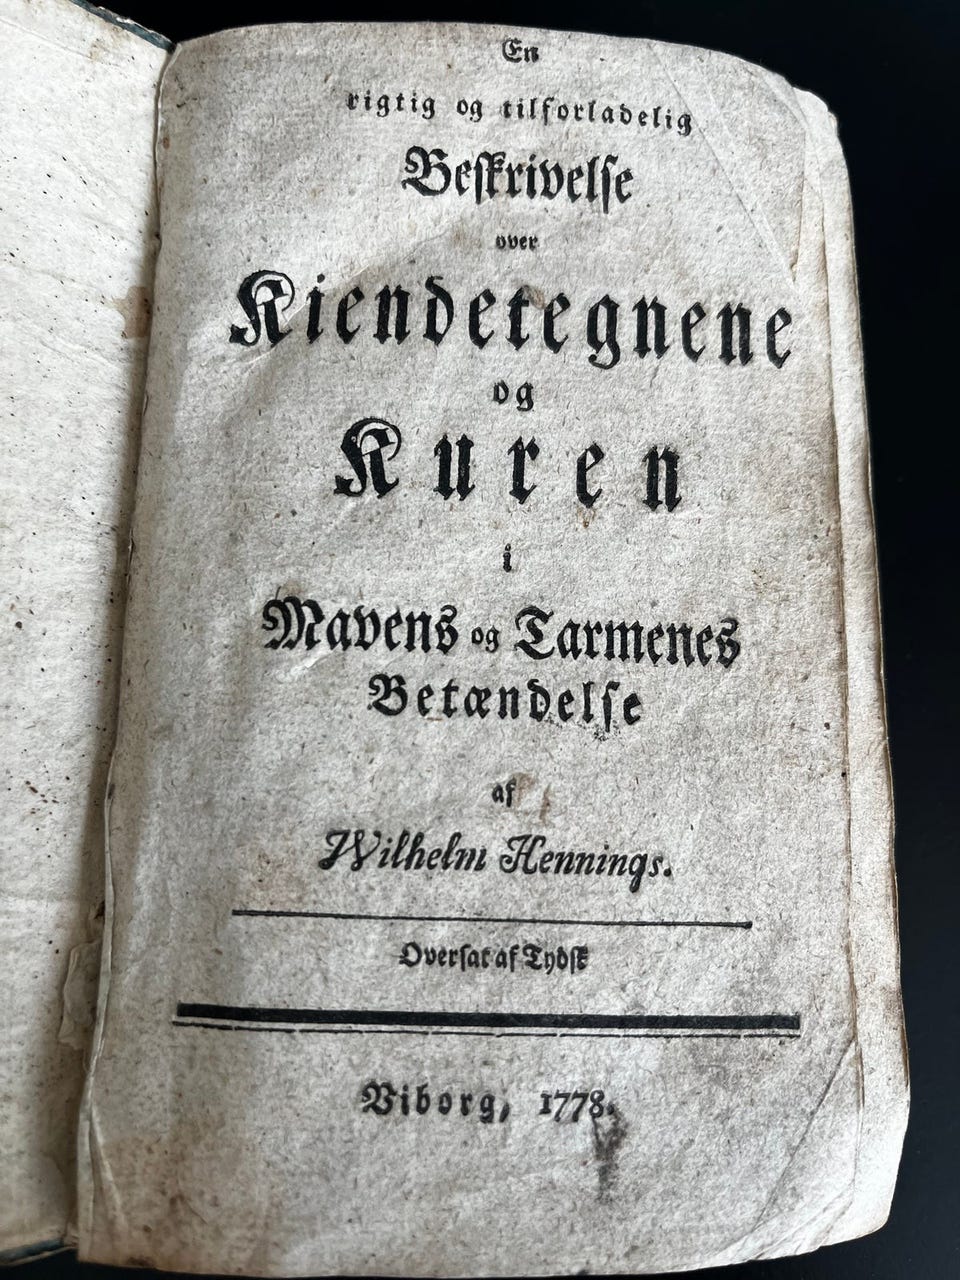 En
rigtig og tilforladelig
Beskrivelse
over
Kiendetegnene
og
Kuren
i
Mavens og Tarmenes
Betændelse
af
Wilhelm Hennings.
Oversat af Tydsk
Viborg, 1778.